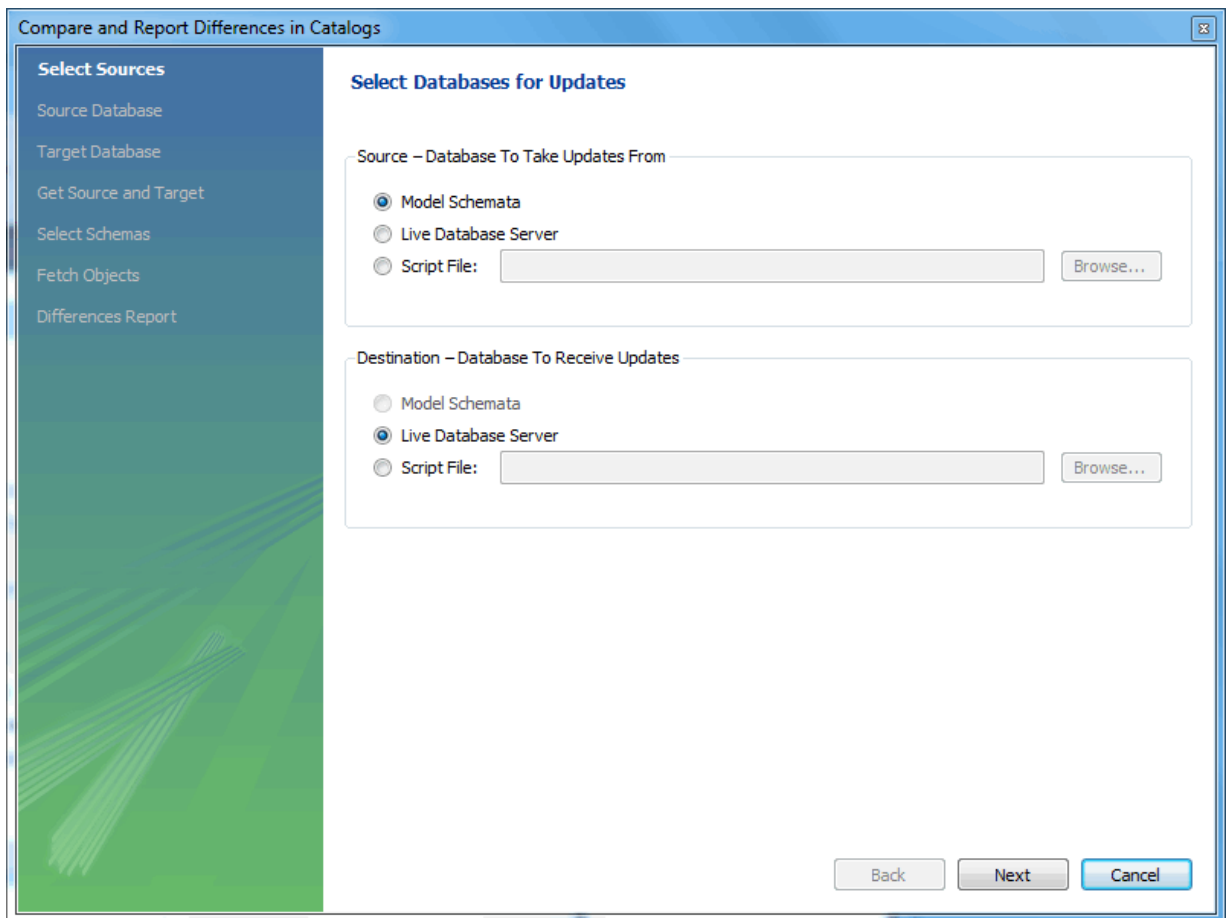 Compare and Report Differences in Catalogs
Select Sources
Source Database
Target Database
Get Source and Target
Select Schemas
Fetch Objects
Differences Report
Select Databases for Updates
Source – Database To Take Updates From
Model Schemata
Live Database Server
Script File: Browse...
Destination – Database To Receive Updates
Model Schemata
Live Database Server
Script File: Browse...
Back Next Cancel